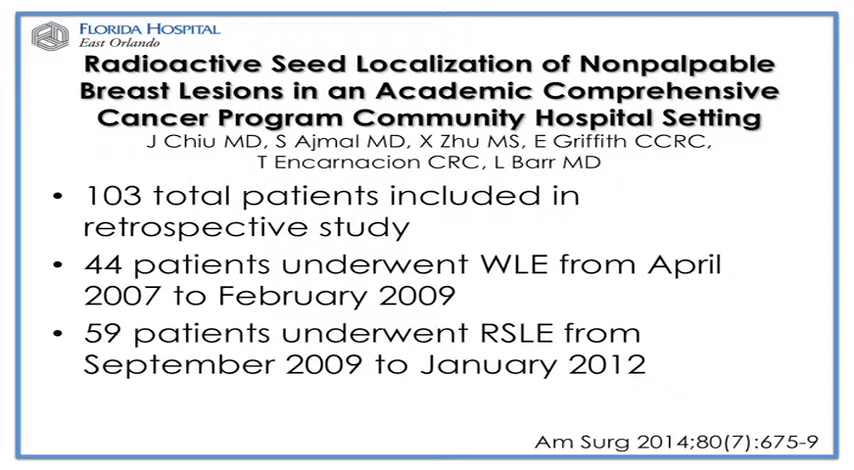 FLORIDA HOSPITAL
East Orlando
Radioactive Seed Localization of Nonpalpable
Breast Lesions in an Academic Comprehensive
Cancer Program Community Hospital Setting
J Chiu MD, S Ajmal MD, X Zhu MS, E Griffith CCRC,
T Encarnacion CRC, L Barr MD
• 103 total patients included in
retrospective study
• 44 patients underwent WLE from April
2007 to February 2009
• 59 patients underwent RSLE from
September 2009 to January 2012
Am Surg 2014;80(7):675-9